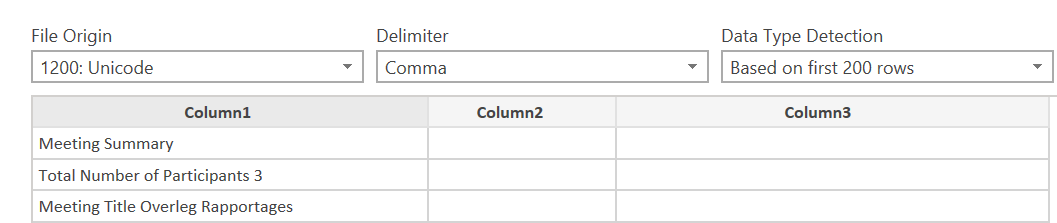 File Origin Delimiter Data Type Detection
1200: Unicode Comma Based on first 200 rows
Column1 Column2 Column3
Meeting Summary
Total Number of Participants 3
Meeting Title Overleg Rapportages